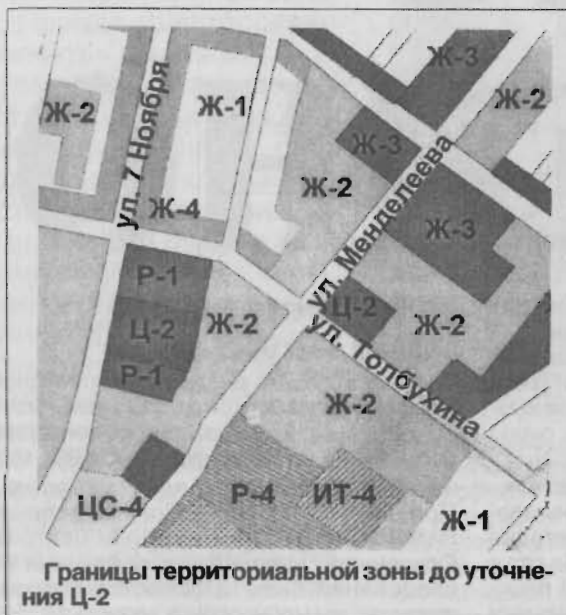 Ж-3
Ж-2
Ж-1
Ж-2
ул. 7 Ноября
Ж-3
Ж-2
ул. Менделеева
Ж-4
Ж-3
Р-1
Ц-2
Ж-2
Ц-2
Ж-2
ул. Толбухина
Р-1
Ж-2
ЦС-4
Р-4
ИТ-4
Ж-1
Границы территориальной зоны до уточне-
ния Ц-2